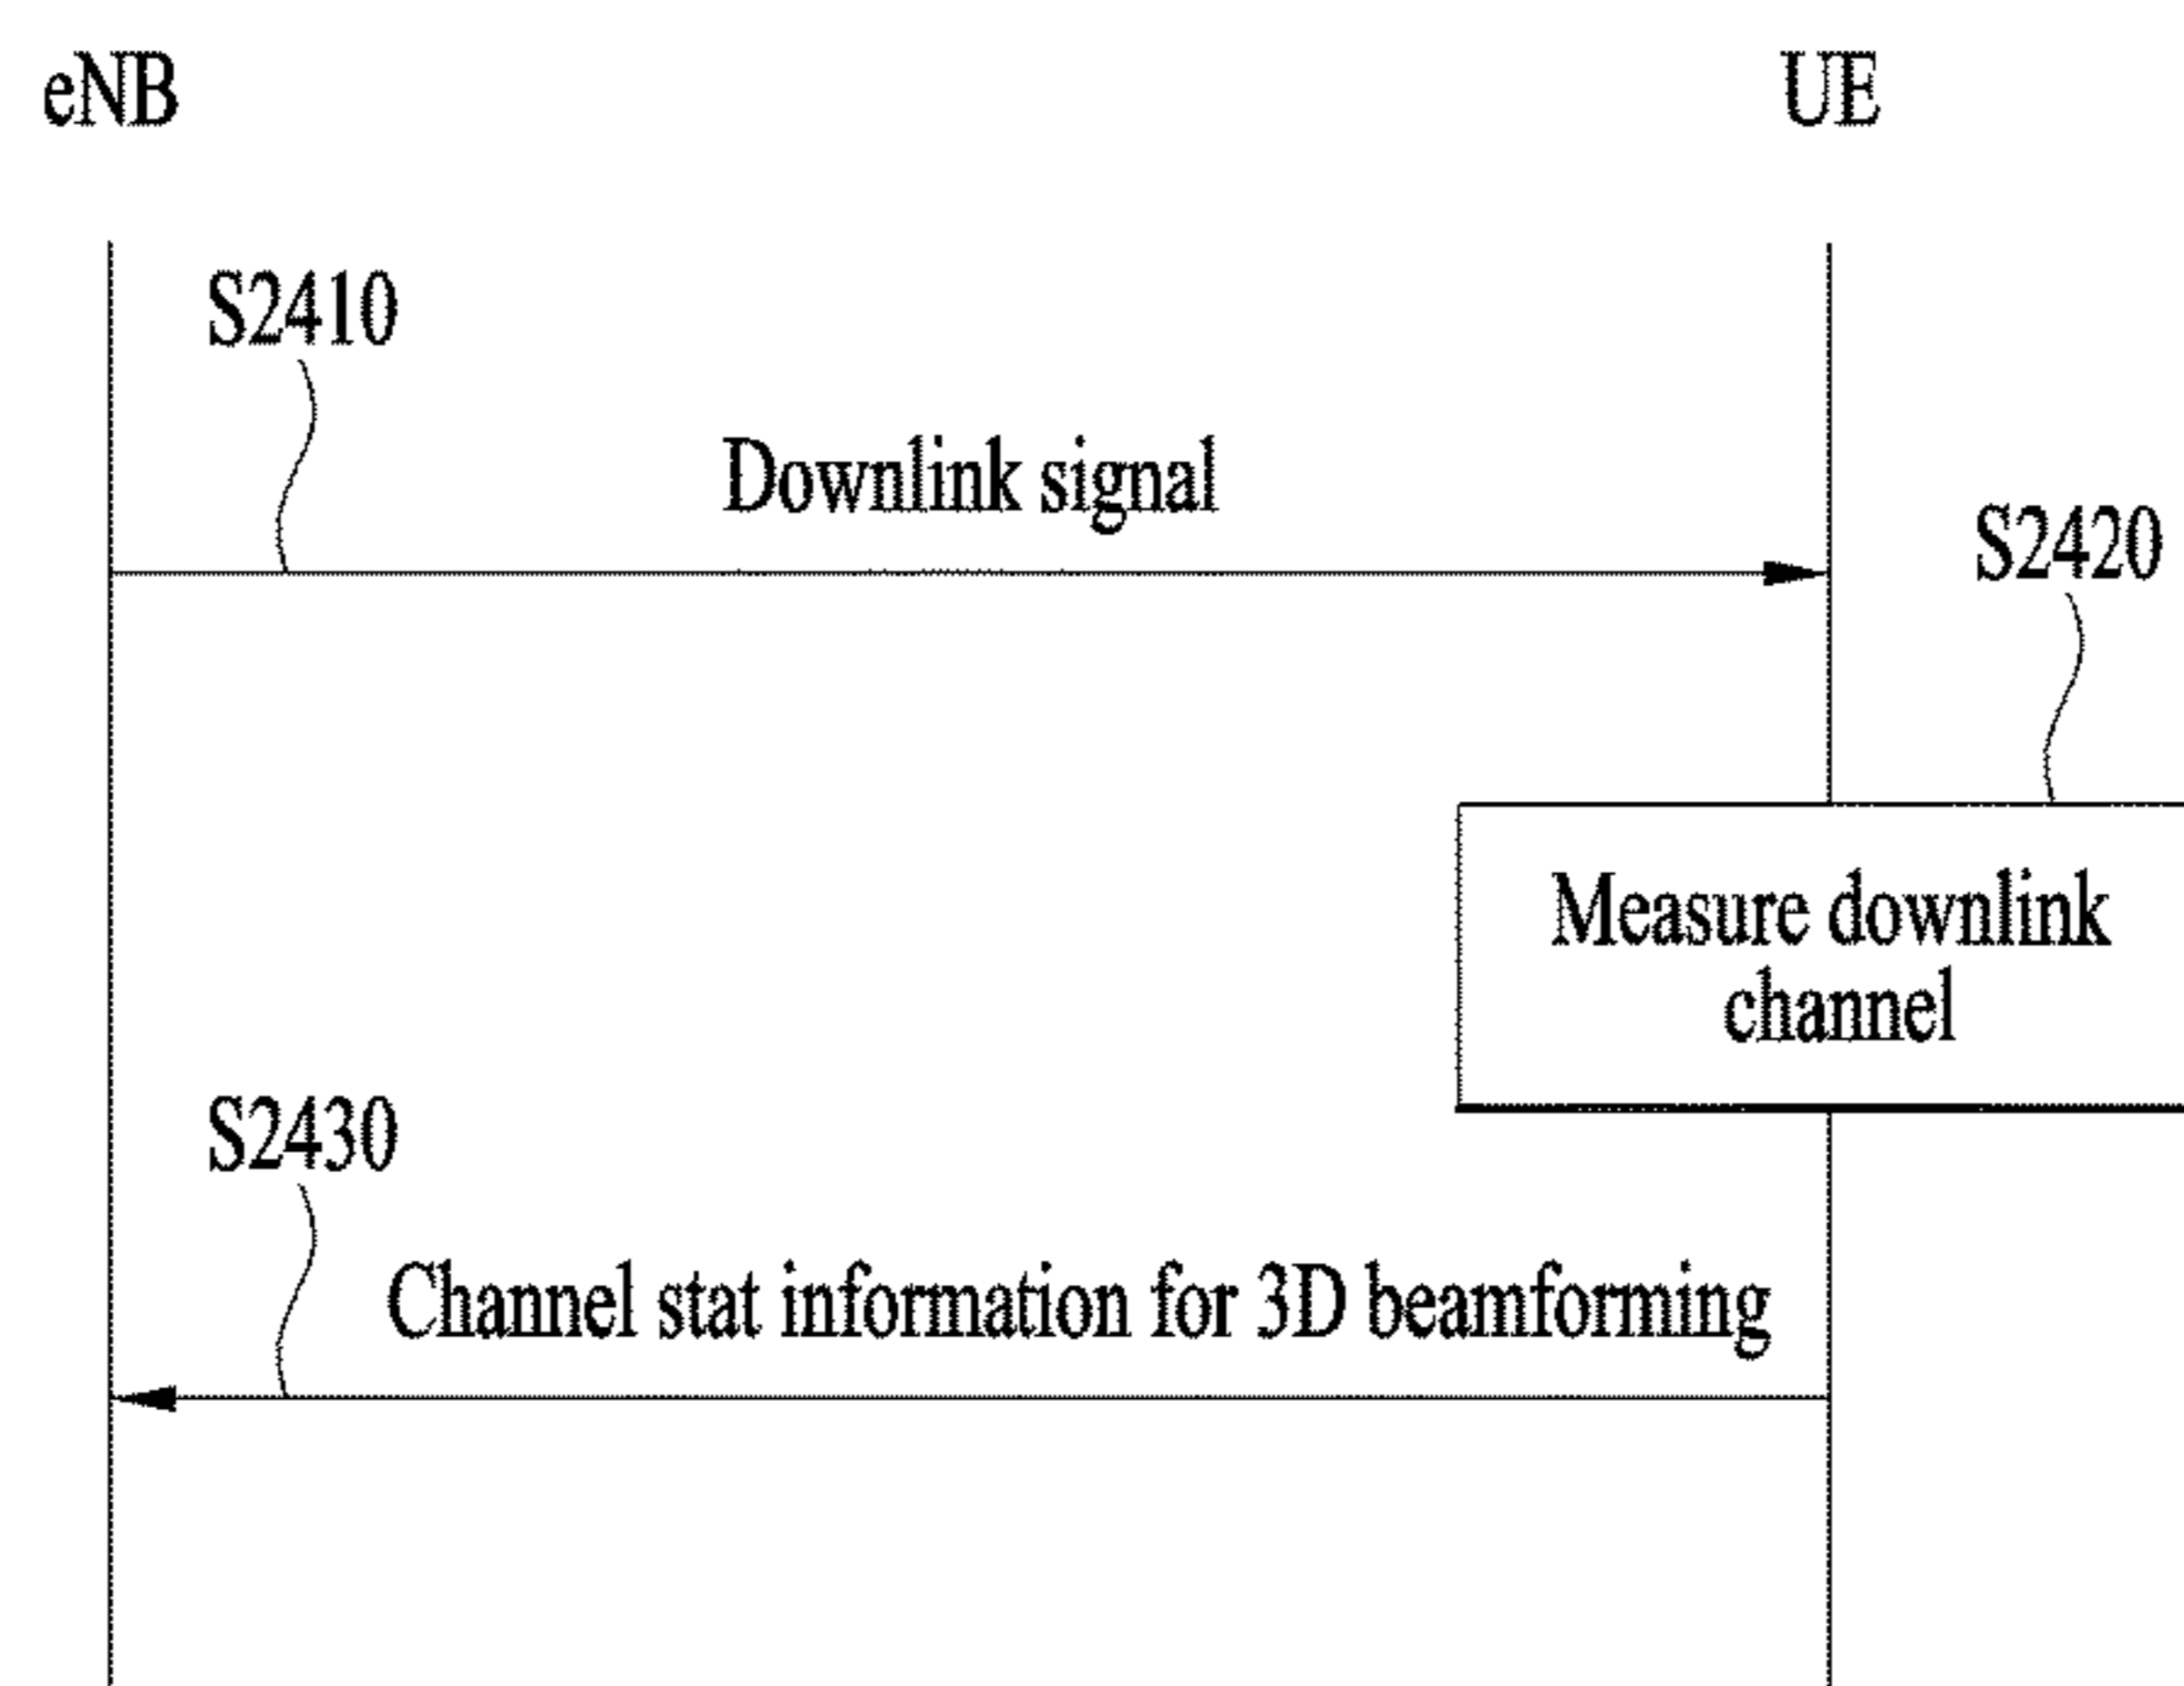 eNB
UE
S2410
Downlink signal
S2420
Measure downlink
channel
S2430
Channel stat information for 3D beamforming